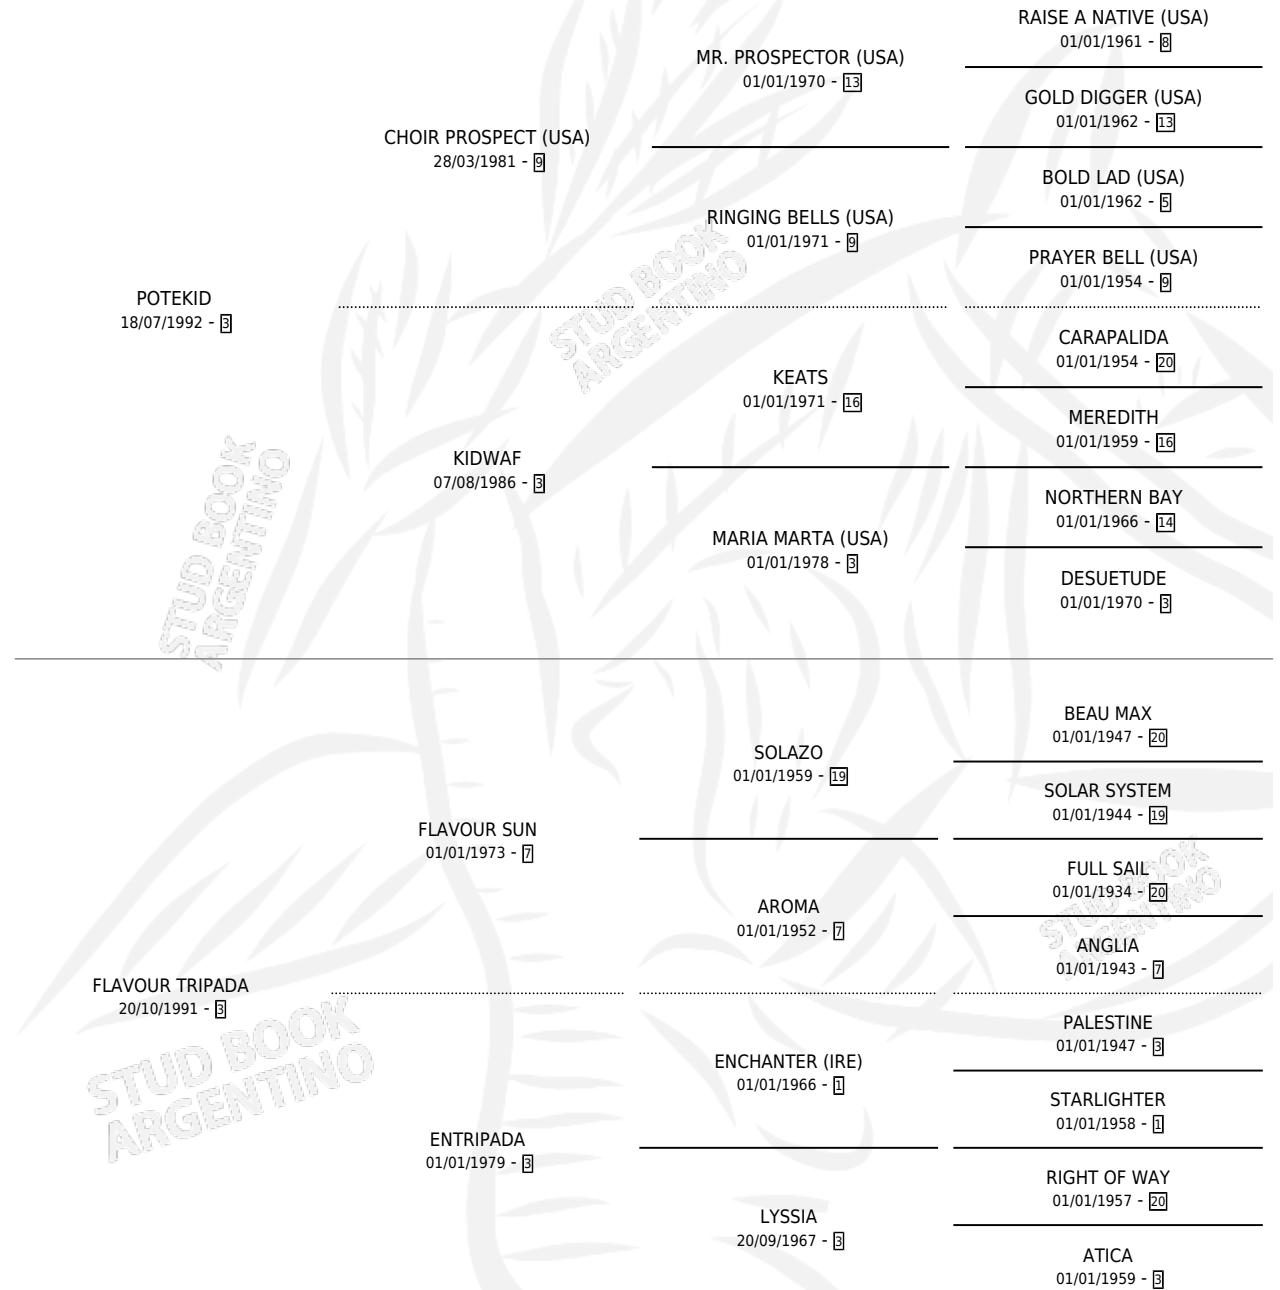 RAISE A NATIVE (USA)
01/01/1961 - 8
MR. PROSPECTOR (USA)
01/01/1970 - 13
GOLD DIGGER (USA)
01/01/1962 - 13
CHOIR PROSPECT (USA)
28/03/1981 - 9
BOLD LAD (USA)
01/01/1962 - 5
RINGING BELLS (USA)
01/01/1971 - 9
PRAYER BELL (USA)
01/01/1954 - 9
POTEKID
18/07/1992 - 3
CARAPALIDA
01/01/1954 - 20
KEATS
01/01/1971 - 16
MEREDITH
01/01/1959 - 16
KIDWAF
07/08/1986 - 3
NORTHERN BAY
01/01/1966 - 14
MARIA MARTA (USA)
01/01/1978 - 3
DESUETUDE
01/01/1970 - 3
STUD BOOK
ARGENTINO
STUD BOOK
ARGENTINO
BEAU MAX
01/01/1947 - 20
SOLAZO
01/01/1959 - 19
SOLAR SYSTEM
01/01/1944 - 19
FLAVOUR SUN
01/01/1973 - 7
FULL SAIL
01/01/1934 - 20
AROMA
01/01/1952 - 7
ANGLIA
01/01/1943 - 7
STUD BOOK
ARGENTINO
FLAVOUR TRIPADA
20/10/1991 - 3
PALESTINE
01/01/1947 - 3
ENCHANTER (IRE)
01/01/1966 - 1
STARLIGHTER
01/01/1958 - 1
ENTRIPADA
01/01/1979 - 3
RIGHT OF WAY
01/01/1957 - 20
LYSSIA
20/09/1967 - 3
ATICA
01/01/1959 - 3
STUD BOOK
ARGENTINO